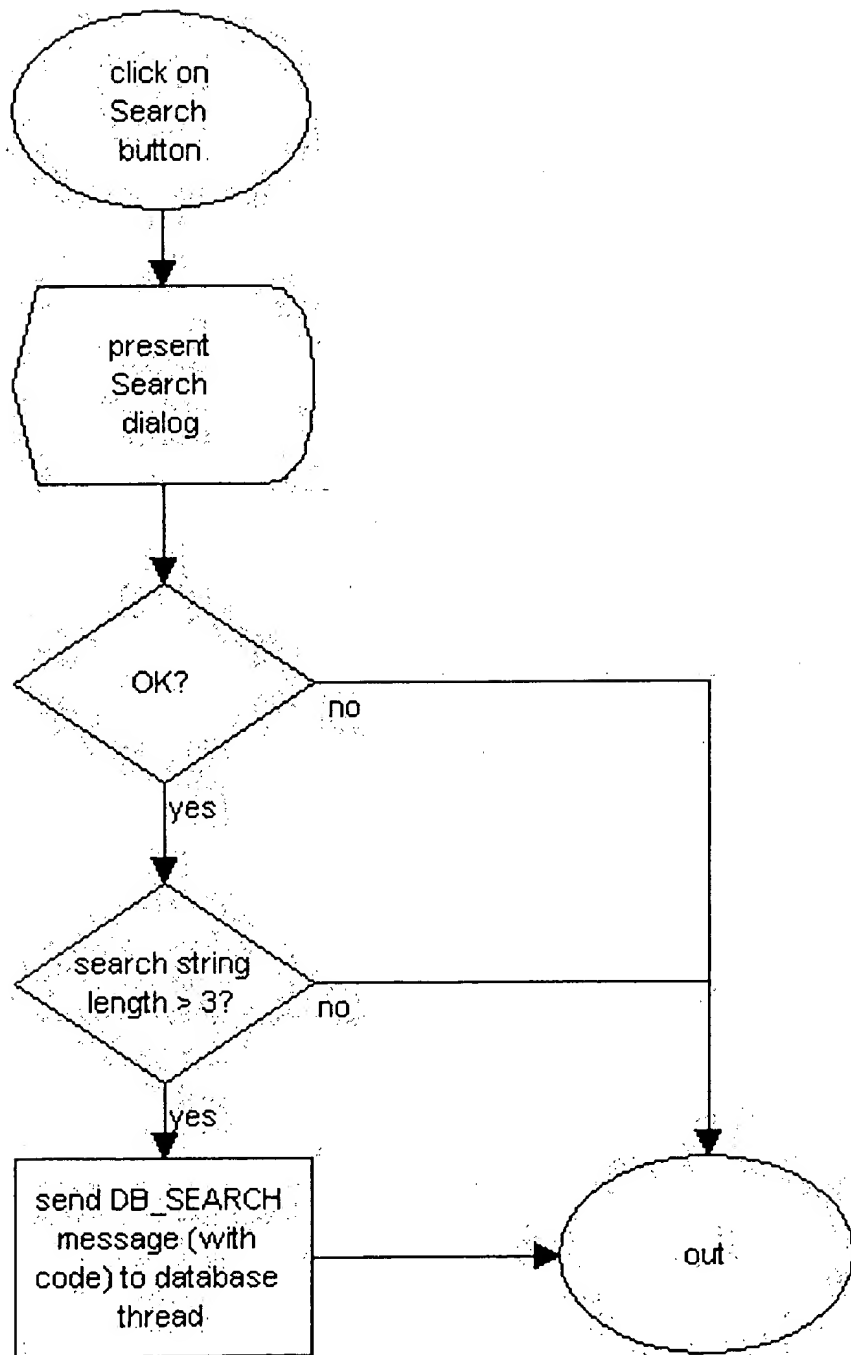 click on
Search
button
present
Search
dialog
OK?
no
yes
search string
length > 3?
no
yes
send DB_SEARCH
message (with
code) to database
thread
out